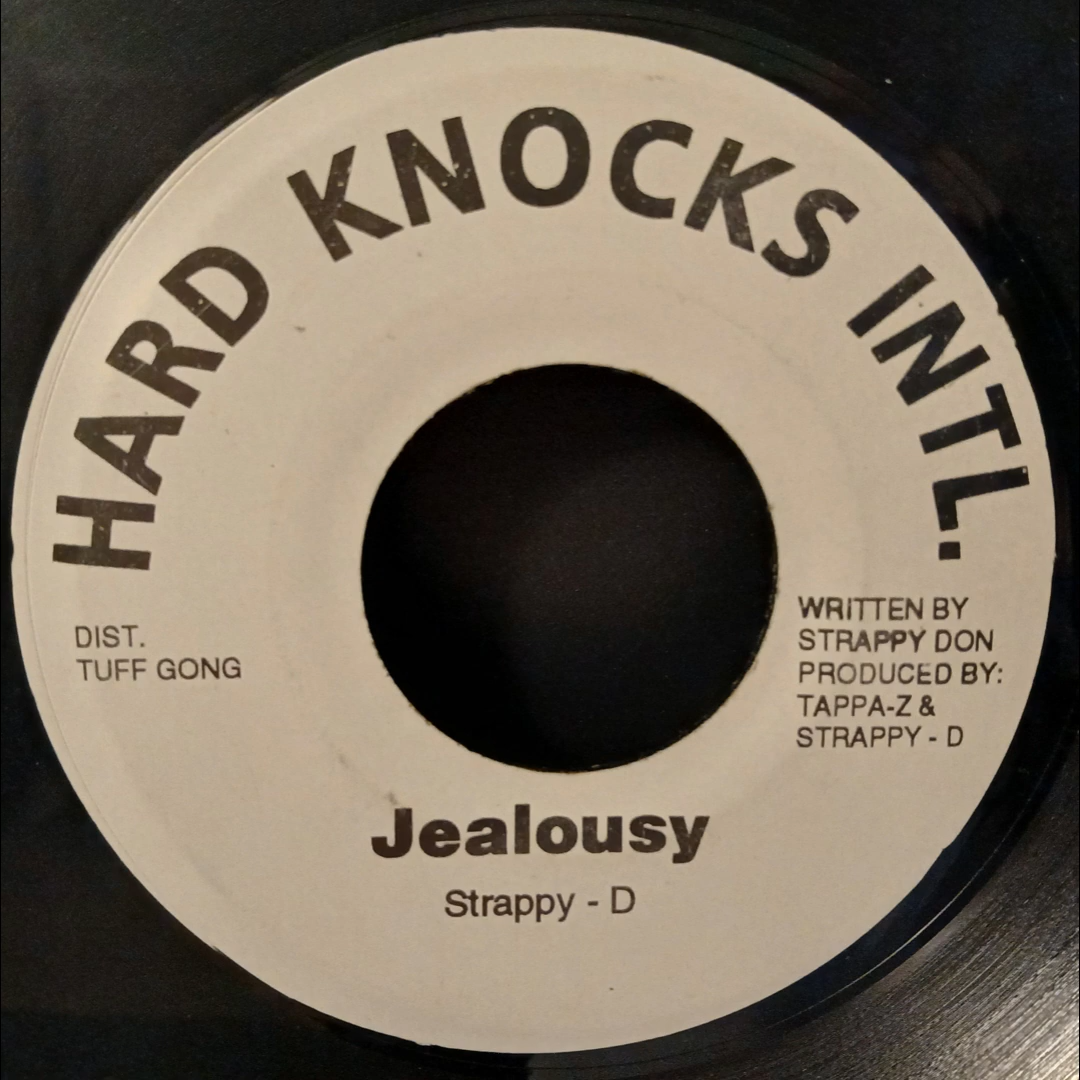 HARD KNOCKS INTL.
DIST.
TUFF GONG
WRITTEN BY
STRAPPY DON
PRODUCED BY:
TAPPA-Z &
STRAPPY - D
Jealousy
Strappy - D